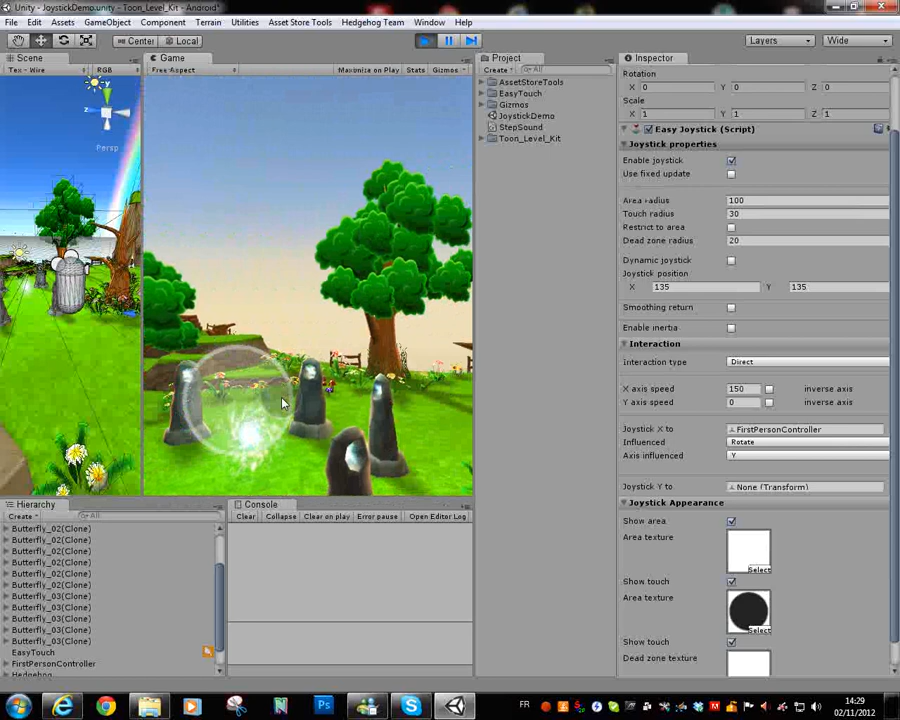 Unity - JoystickDemo.unity - Toon_Level_Kit - Android*
File Edit Assets GameObject Component Terrain Utilities Asset Store Tools Hedgehog Team Window Help
Center Local Layers Wide
Scene
Tex - Wire RGB
y
z
Persp
Game
Free Aspect Maximize on Play Stats Gizmos
Project
Create All
AssetStoreTools
EasyTouch
Gizmos
JoystickDemo
StepSound
Toon_Level_Kit
Inspector
Rotation
X 0 Y 0 Z 0
Scale
X 1 Y 1 Z 1
Easy Joystick (Script)
Joystick properties
Enable joystick
Use fixed update
Area radius 100
Touch radius 30
Restrict to area
Dead zone radius 20
Dynamic joystick
Joystick position
X 135 Y 135
Smoothing return
Enable inertia
Interaction
Interaction type Direct
X axis speed 150 inverse axis
Y axis speed 0 inverse axis
Joystick X to FirstPersonController
Influenced Rotate
Axis influenced Y
Joystick Y to None (Transform)
Joystick Appearance
Show area
Area texture
Select
Show touch
Area texture
Select
Show touch
Dead zone texture
Hierarchy
Create All
Butterfly_02(Clone)
Butterfly_02(Clone)
Butterfly_02(Clone)
Butterfly_02(Clone)
Butterfly_02(Clone)
Butterfly_02(Clone)
Butterfly_03(Clone)
Butterfly_03(Clone)
Butterfly_03(Clone)
Butterfly_03(Clone)
Butterfly_03(Clone)
EasyTouch
FirstPersonController
Hedgehog
Console
Clear Collapse Clear on play Error pause Open Editor Log
FR 14:29
02/11/2012